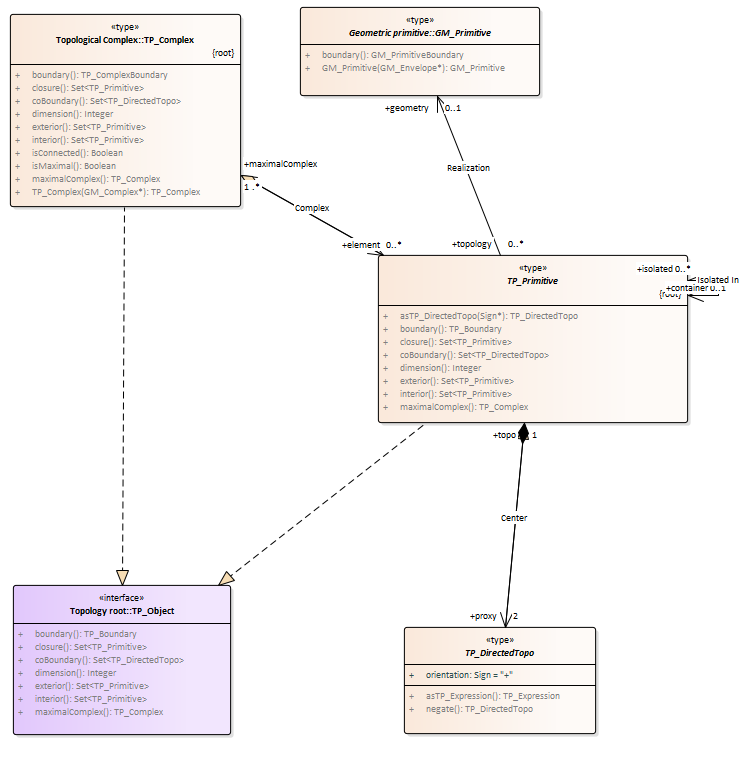 «type»
Topological Complex::TP_Complex
{root}
+ boundary(): TP_ComplexBoundary
+ closure(): Set<TP_Primitive>
+ coBoundary(): Set<TP_DirectedTopo>
+ dimension(): Integer
+ exterior(): Set<TP_Primitive>
+ interior(): Set<TP_Primitive>
+ isConnected(): Boolean
+ isMaximal(): Boolean
+ maximalComplex(): TP_Complex
+ TP_Complex(GM_Complex*): TP_Complex
«type»
Geometric primitive::GM_Primitive
+ boundary(): GM_PrimitiveBoundary
+ GM_Primitive(GM_Envelope*): GM_Primitive
+geometry 0..1
Realization
+topology 0..*
+maximalComplex
1..*
Complex
+element 0..*
«type»
TP_Primitive
{root}
+isolated 0..*
Isolated In
+container 0..1
+ asTP_DirectedTopo(Sign*): TP_DirectedTopo
+ boundary(): TP_Boundary
+ closure(): Set<TP_Primitive>
+ coBoundary(): Set<TP_DirectedTopo>
+ dimension(): Integer
+ exterior(): Set<TP_Primitive>
+ interior(): Set<TP_Primitive>
+ maximalComplex(): TP_Complex
+topo 1
Center
+proxy 2
«interface»
Topology root::TP_Object
+ boundary(): TP_Boundary
+ closure(): Set<TP_Primitive>
+ coBoundary(): Set<TP_DirectedTopo>
+ dimension(): Integer
+ exterior(): Set<TP_Primitive>
+ interior(): Set<TP_Primitive>
+ maximalComplex(): TP_Complex
«type»
TP_DirectedTopo
+ orientation: Sign = "+"
+ asTP_Expression(): TP_Expression
+ negate(): TP_DirectedTopo